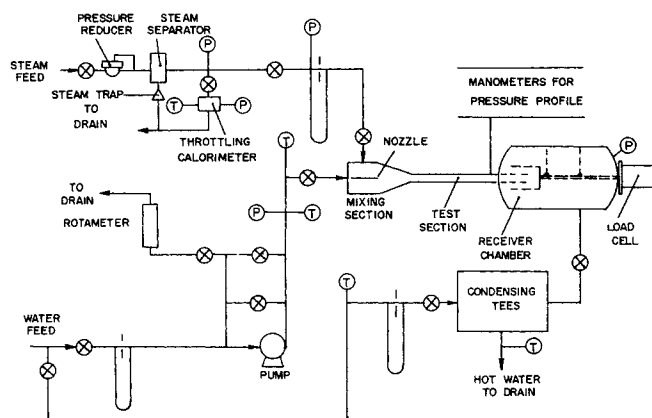 PRESSURE
REDUCER
STEAM
SEPARATOR
P
P
STEAM
FEED
MANOMETERS FOR
PRESSURE PROFILE
STEAM TRAP
TO
DRAIN
T
P
THROTTLING
CALORIMETER
T
NOZZLE
P
MIXING
SECTION
TEST
SECTION
RECEIVER
CHAMBER
LOAD
CELL
TO
DRAIN
ROTAMETER
P
T
T
CONDENSING
TEES
WATER
FEED
PUMP
T
HOT WATER
TO DRAIN